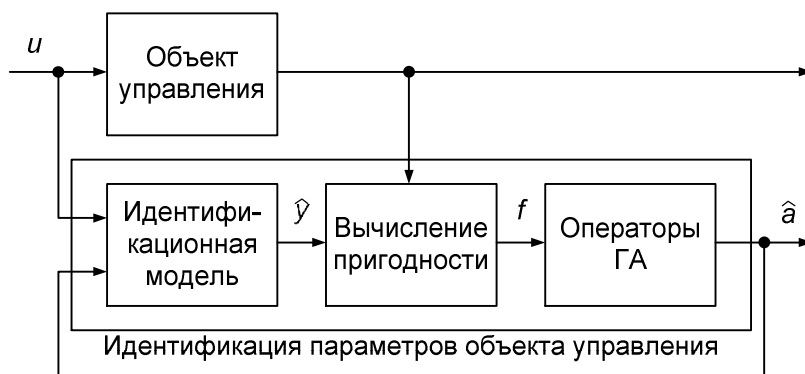 u
Объект
управления
Идентифи-
кационная
модель
ŷ
Вычисление
пригодности
f
Операторы
ГА
â
Идентификация параметров объекта управления